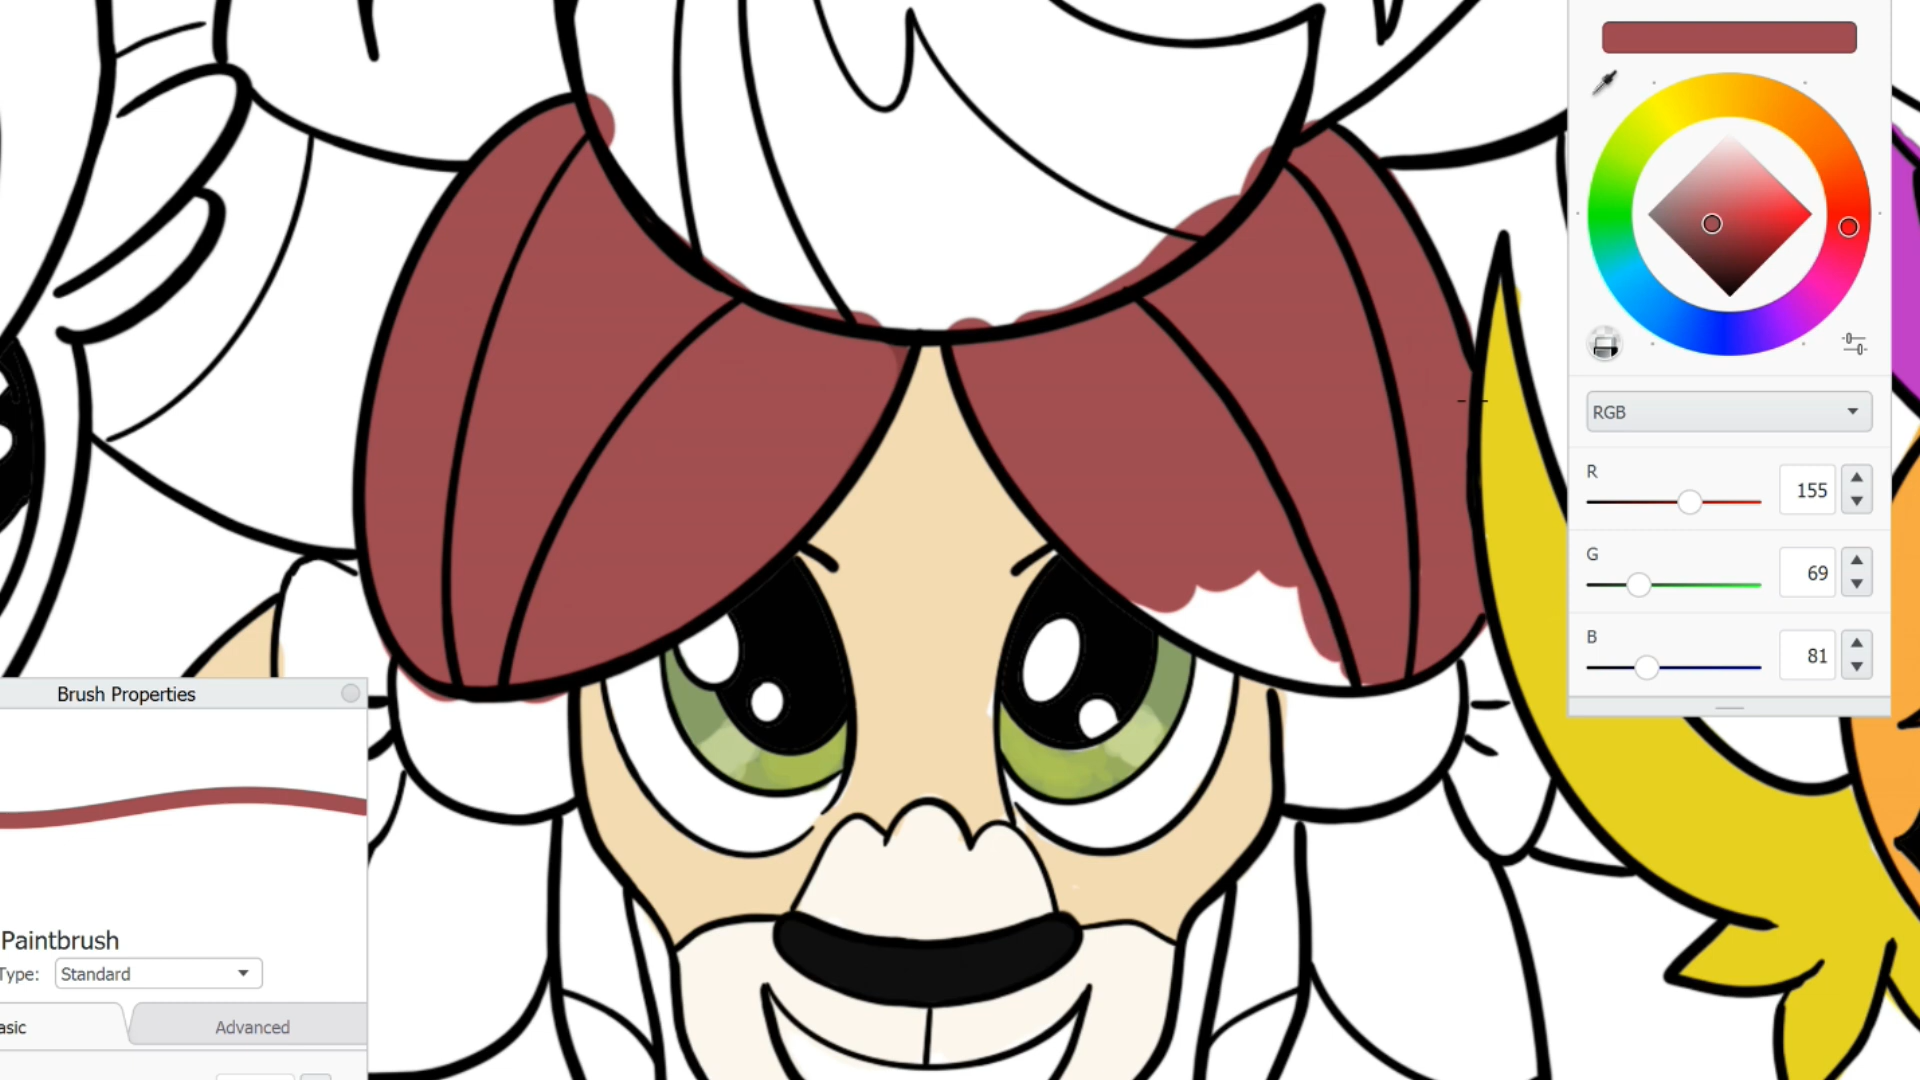 RGB
R
155
G
69
B
81
Brush Properties
Paintbrush
Type: Standard
asic Advanced